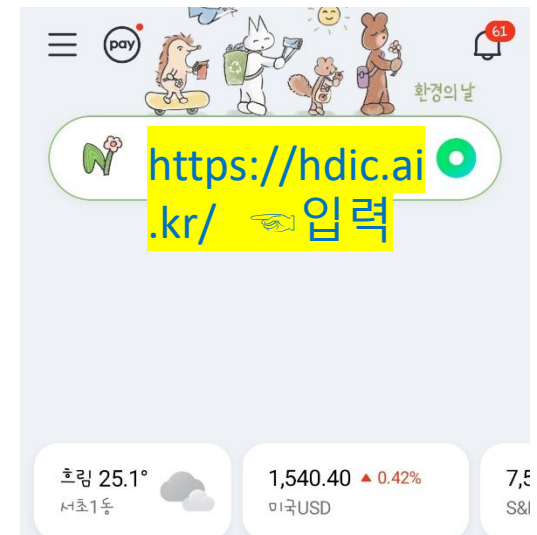 pay
61
환경의 날
https://hdic.ai
.kr/ ☜입력
흐림 25.1°
서초1동
1,540.40 ▲ 0.42%
미국USD
7,5
S&